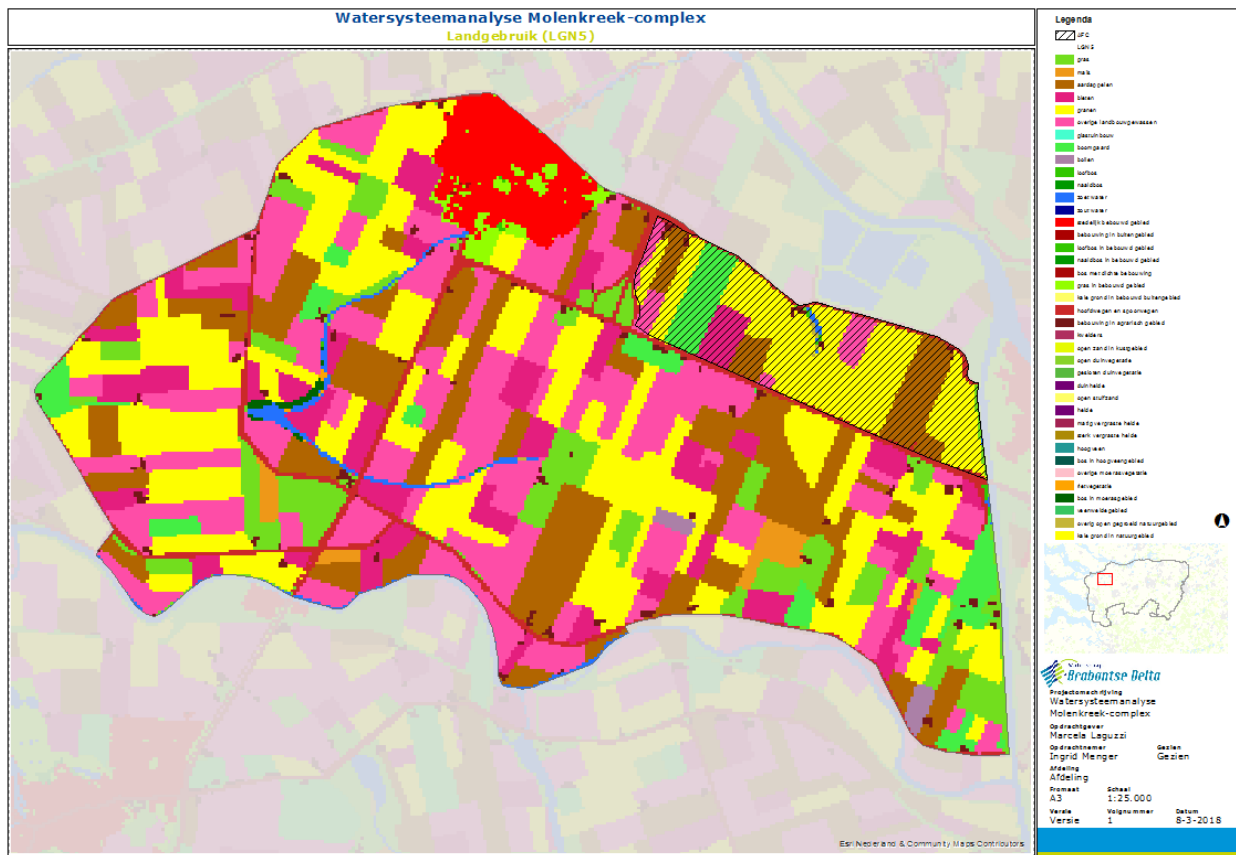 Watersysteemanalyse Molenkreek-complex
Landgebruik (LGN5)
Legenda
AFC
LGN5
gras
mais
aardappelen
bieten
granen
overige landbouwgewassen
glastuinbouw
boomgaard
bollen
loofbos
naaldbos
zoet water
zout water
stedelijk bebouwd gebied
bebouwing in buitengebied
loofbos in bebouwd gebied
naaldbos in bebouwd gebied
bos met dichte bebouwing
gras in bebouwd gebied
kale grond in bebouwd buitengebied
hoofdwegen en spoorwegen
bebouwing in agrarisch gebied
kwelders
open zand in kustgebied
open duinvegetatie
gesloten duinvegetatie
duinheide
open stuifzand
heide
matig vergraste heide
sterk vergraste heide
hoogveen
bos in hoogveengebied
overige moerasvegetatie
rietvegetatie
bos in moerasgebied
veenweidegebied
overig open begroeid natuurgebied
kale grond in natuurgebied
Brabantse Delta
Projectomschrijving
Watersysteemanalyse
Molenkreek-complex
Opdrachtgever
Marcela Laguzzi
Opdrachtnemer Gezien
Ingrid Menger Gezien
Afdeling
Afdeling
Formaat Schaal
A3 1:25.000
Versie Volgnummer Datum
Versie 1 8-3-2018
Esri Nederland & Community Maps Contributors